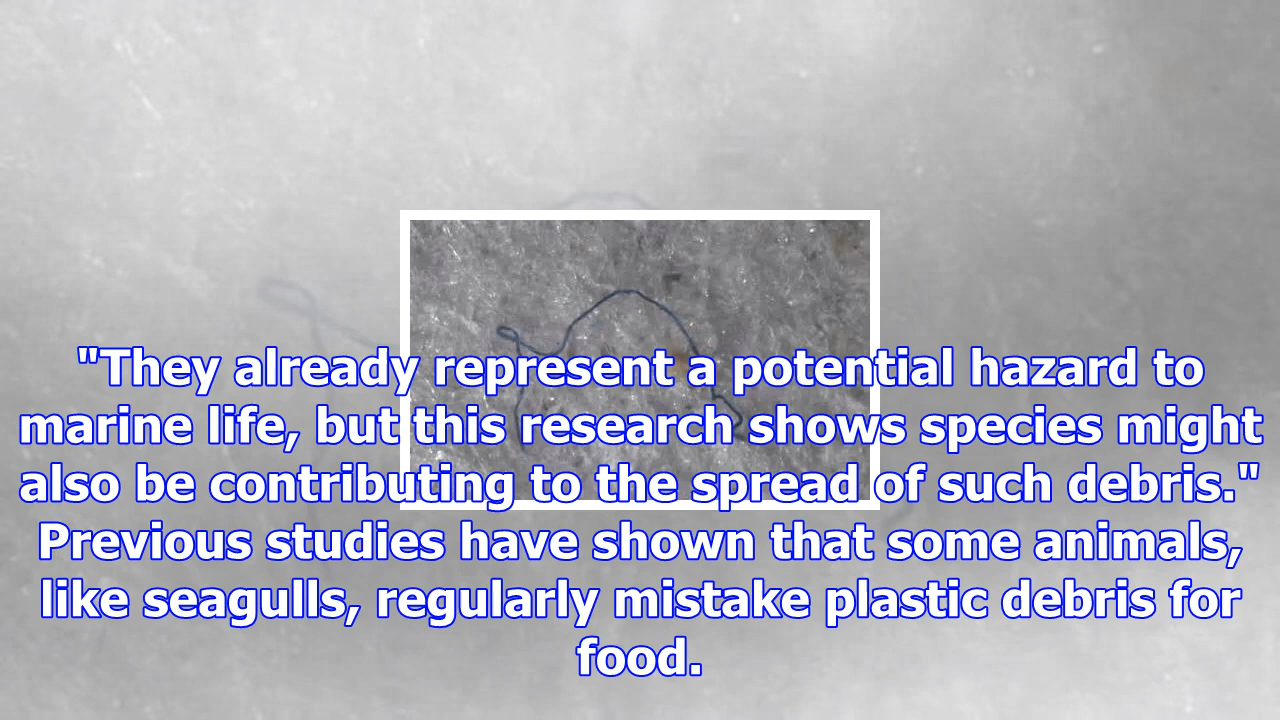 "They already represent a potential hazard to
marine life, but this research shows species might
also be contributing to the spread of such debris."
Previous studies have shown that some animals,
like seagulls, regularly mistake plastic debris for
food.